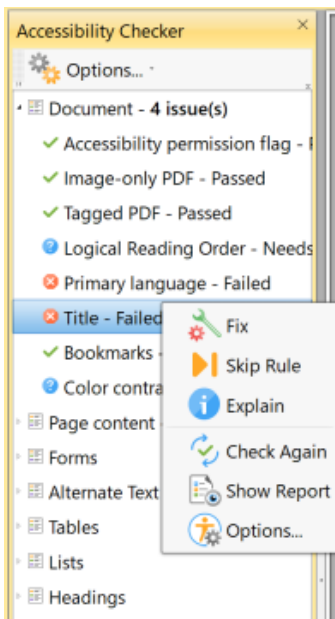 Accessibility Checker
Options...
Document - 4 issue(s)
Accessibility permission flag -
Image-only PDF - Passed
Tagged PDF - Passed
Logical Reading Order - Needs
Primary language - Failed
Title - Failed
Fix
Bookmarks -
Skip Rule
Color contra
Explain
Page content
Forms
Check Again
Alternate Text
Show Report
Tables
Options...
Lists
Headings